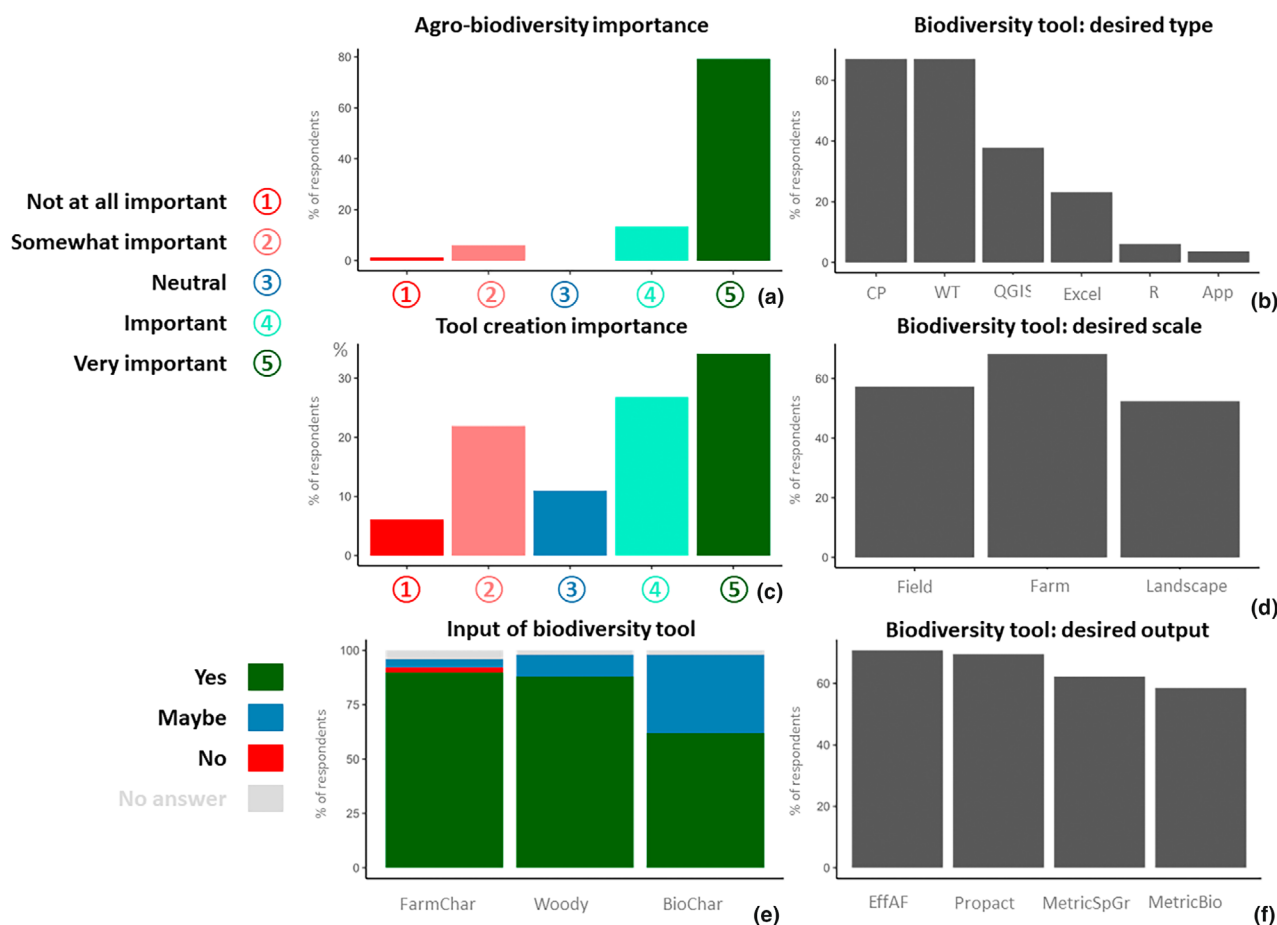 Agro-biodiversity importance
% of respondents
80
60
40
20
0
1 2 3 4 5
(a)
Biodiversity tool: desired type
% of respondents
60
40
20
0
CP WT QGIS Excel R App
(b)
Not at all important 1
Somewhat important 2
Neutral 3
Important 4
Very important 5
Tool creation importance
%
% of respondents
30
20
10
0
1 2 3 4 5
(c)
Biodiversity tool: desired scale
% of respondents
60
40
20
0
Field Farm Landscape
(d)
Yes
Maybe
No
No answer
Input of biodiversity tool
% of respondents
100
75
50
25
0
FarmChar Woody BioChar
(e)
Biodiversity tool: desired output
% of respondents
60
40
20
0
EffAF Propact MetricSpGr MetricBio
(f)